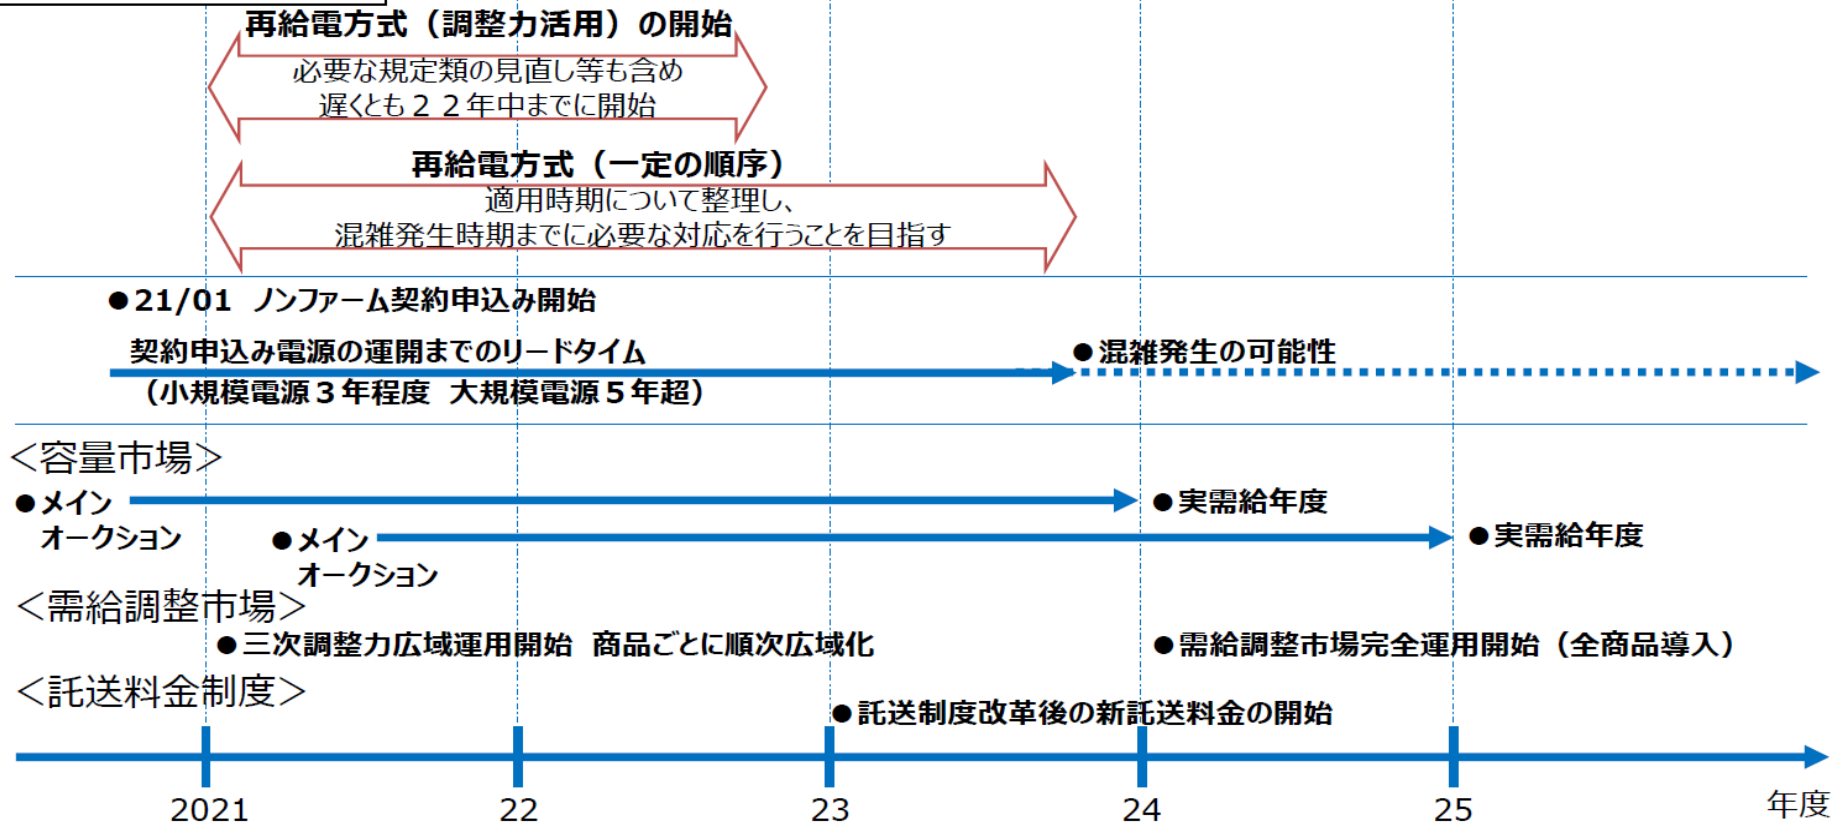 再給電方式（調整力活用）の開始
必要な規定類の見直し等も含め
遅くとも２２年中までに開始
再給電方式（一定の順序）
適用時期について整理し、
混雑発生時期までに必要な対応を行うことを目指す
●21/01 ノンファーム契約申込み開始
契約申込み電源の運開までのリードタイム
●混雑発生の可能性
（小規模電源３年程度 大規模電源５年超）
＜容量市場＞
●メイン
オークション
●実需給年度
●メイン
オークション
●実需給年度
＜需給調整市場＞
●三次調整力広域運用開始 商品ごとに順次広域化
●需給調整市場完全運用開始（全商品導入）
＜託送料金制度＞
●託送制度改革後の新託送料金の開始
2021 22 23 24 25 年度